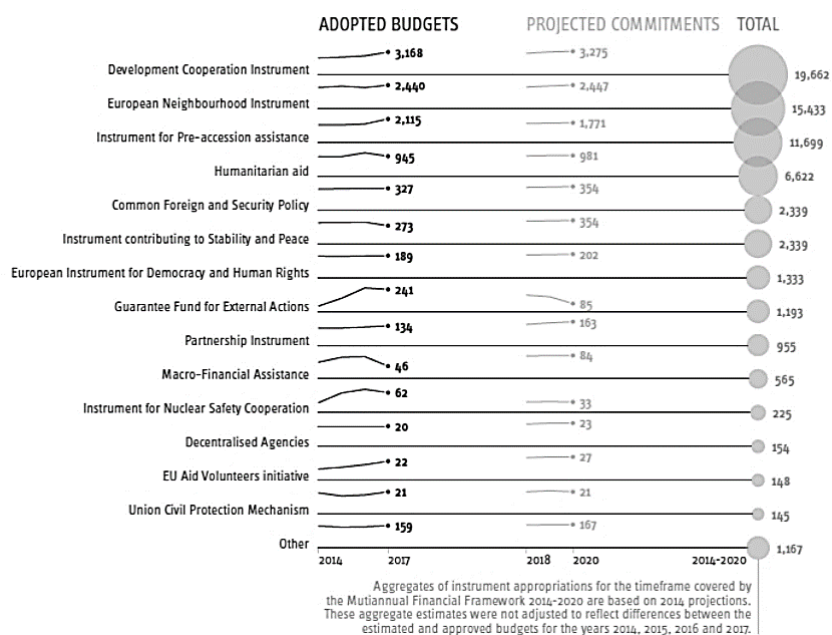 ADOPTED BUDGETS PROJECTED COMMITMENTS TOTAL
3,168 3,275
Development Cooperation Instrument 19,662
2,440 2,447
European Neighbourhood Instrument 15,433
2,115 1,771
Instrument for Pre-accession assistance 11,699
945 981
Humanitarian aid 6,622
327 354
Common Foreign and Security Policy 2,339
273 354
Instrument contributing to Stability and Peace 2,339
189 202
European Instrument for Democracy and Human Rights 1,333
241 85
Guarantee Fund for External Actions 1,193
134 163
Partnership Instrument 955
46 84
Macro-Financial Assistance 565
62 33
Instrument for Nuclear Safety Cooperation 225
20 23
Decentralised Agencies 154
22 27
EU Aid Volunteers initiative 148
21 21
Union Civil Protection Mechanism 145
159 167
Other 1,167
2014 2017 2018 2020 2014-2020
Aggregates of instrument appropriations for the timeframe covered by
the Mutiannual Financial Framework 2014-2020 are based on 2014 projections.
These aggregate estimates were not adjusted to reflect differences between the
estimated and approved budgets for the years 2014, 2015, 2016 and 2017.